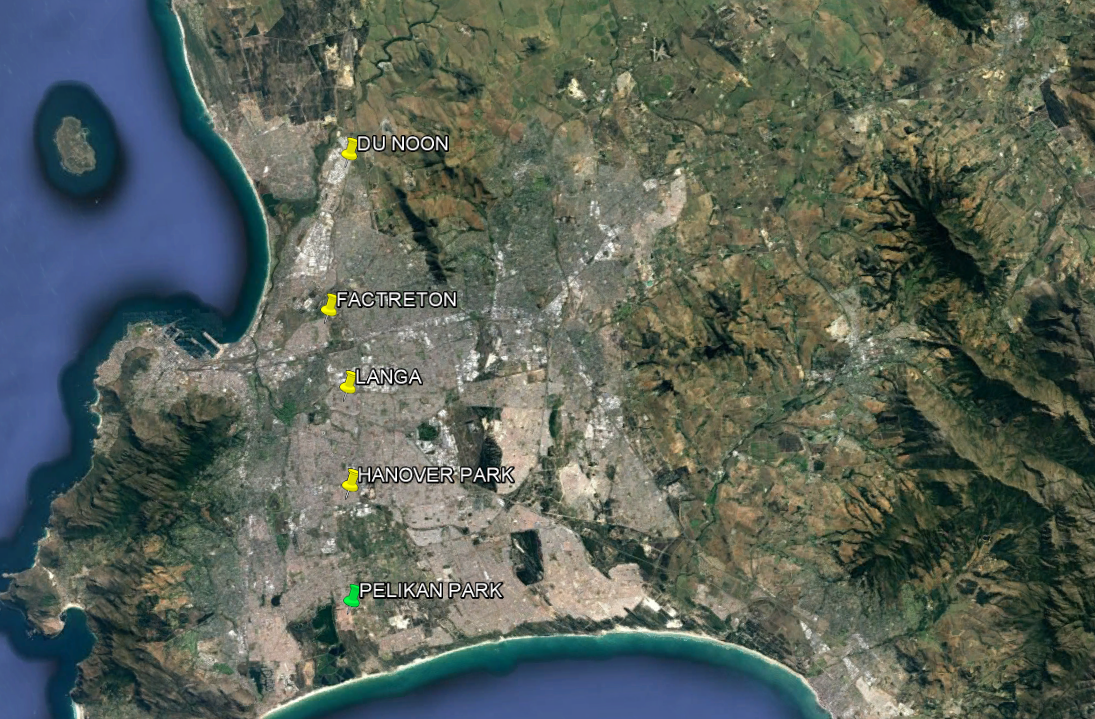 DU NOON
FACTRETON
LANGA
HANOVER PARK
PELIKAN PARK